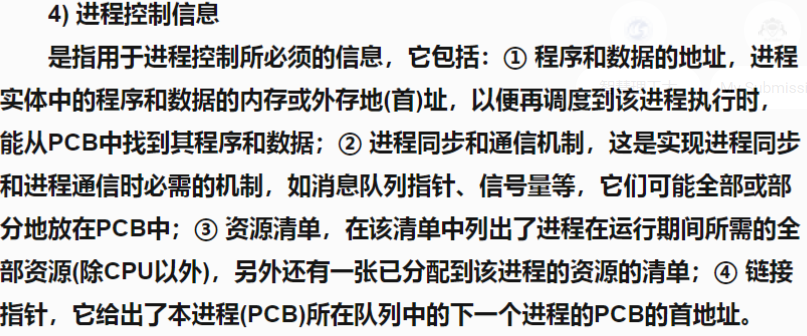 4) 进程控制信息
是指用于进程控制所必须的信息，它包括：① 程序和数据的地址，进程
实体中的程序和数据的内存或外存地(首)址，以便再调度到该进程执行时，
能从PCB中找到其程序和数据；② 进程同步和通信机制，这是实现进程同步
和进程通信时必需的机制，如消息队列指针、信号量等，它们可能全部或部
分地放在PCB中；③ 资源清单，在该清单中列出了进程在运行期间所需的全
部资源(除CPU以外)，另外还有一张已分配到该进程的资源的清单；④ 链接
指针，它给出了本进程(PCB)所在队列中的下一个进程的PCB的首地址。